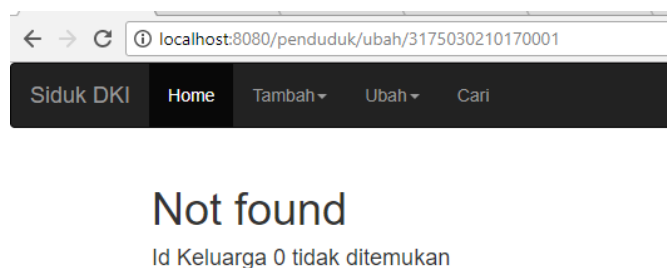 localhost:8080/penduduk/ubah/3175030210170001
Siduk DKI Home Tambah Ubah Cari
Not found
Id Keluarga 0 tidak ditemukan